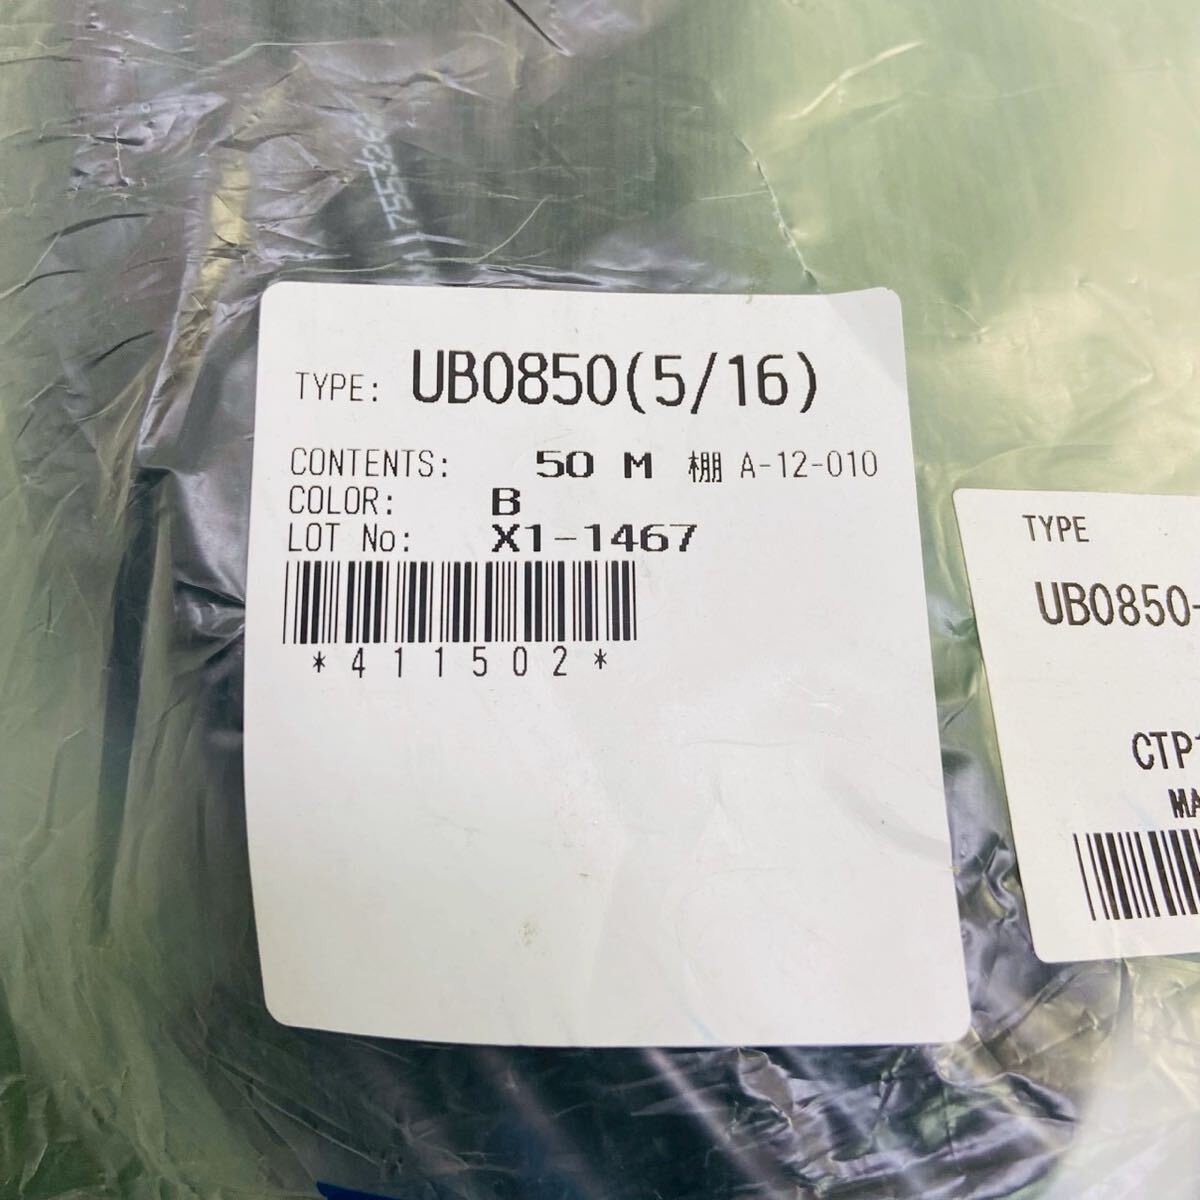 TYPE: UB0850(5/16)
CONTENTS: 50 M 棚 A-12-010
COLOR: B
LOT No: X1-1467
*411502*
TYPE
UB0850-
CTP
MA